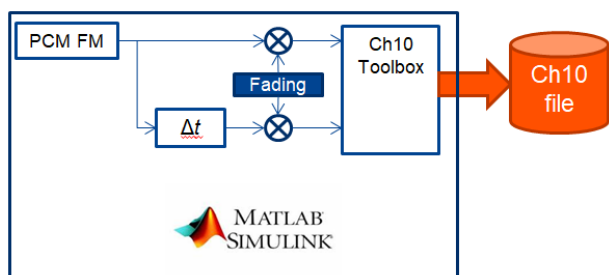 PCM FM
Ch10
Toolbox
Fading
Δt
Ch10
file
MATLAB®
SIMULINK®